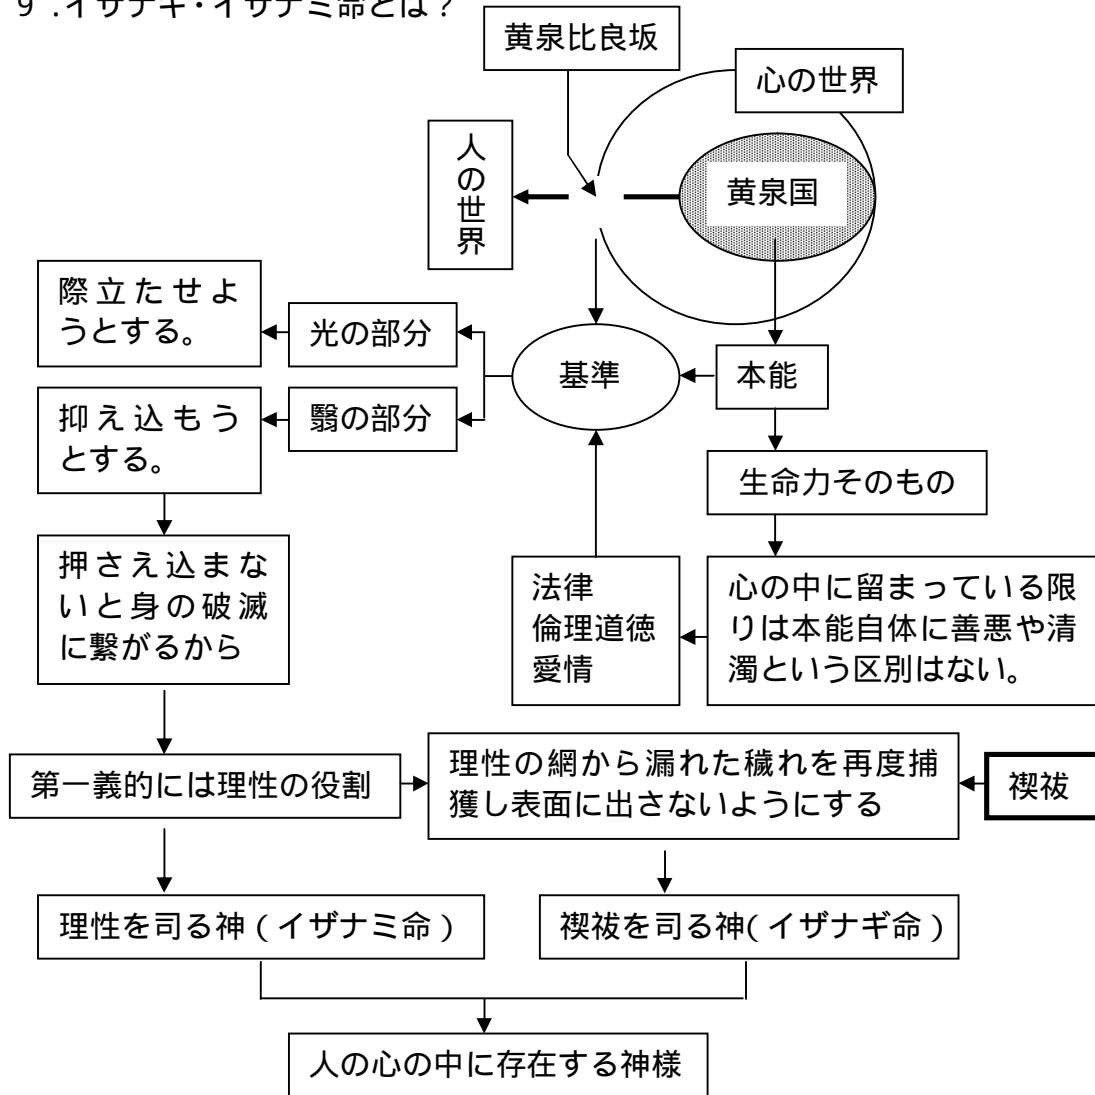 9 .イザナギ・イザナミ命とは？
黄泉比良坂
心の世界
人の世界
黄泉国
際立たせよ
うとする。
光の部分
基準
本能
抑え込もう
とする。
翳の部分
生命力そのもの
押さえ込まな
いと身の破滅
に繋がるから
法律
倫理道徳
愛情
心の中に留まっている限
りは本能自体に善悪や清
濁という区別はない。
第一義的には理性の役割
理性の網から漏れた穢れを再度捕
獲し表面に出さないようにする
禊祓
理性を司る神（イザナミ命）
禊祓を司る神(イザナギ命）
人の心の中に存在する神様